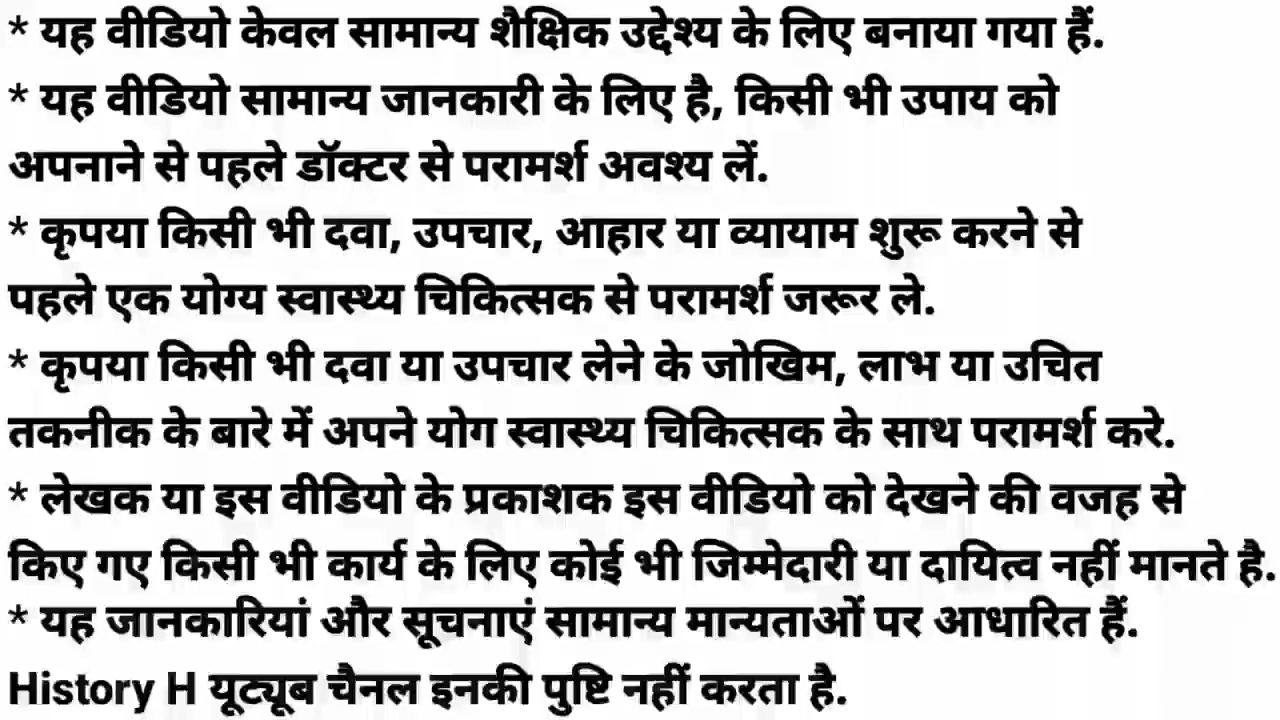 * यह वीडियो केवल सामान्य शैक्षिक उद्देश्य के लिए बनाया गया हैं.
* यह वीडियो सामान्य जानकारी के लिए है, किसी भी उपाय को
अपनाने से पहले डॉक्टर से परामर्श अवश्य लें.
* कृपया किसी भी दवा, उपचार, आहार या व्यायाम शुरू करने से
पहले एक योग्य स्वास्थ्य चिकित्सक से परामर्श जरूर ले.
* कृपया किसी भी दवा या उपचार लेने के जोखिम, लाभ या उचित
तकनीक के बारे में अपने योग स्वास्थ्य चिकित्सक के साथ परामर्श करे.
* लेखक या इस वीडियो के प्रकाशक इस वीडियो को देखने की वजह से
किए गए किसी भी कार्य के लिए कोई भी जिम्मेदारी या दायित्व नहीं मानते है.
* यह जानकारियां और सूचनाएं सामान्य मान्यताओं पर आधारित हैं.
History H यूट्यूब चैनल इनकी पुष्टि नहीं करता है.